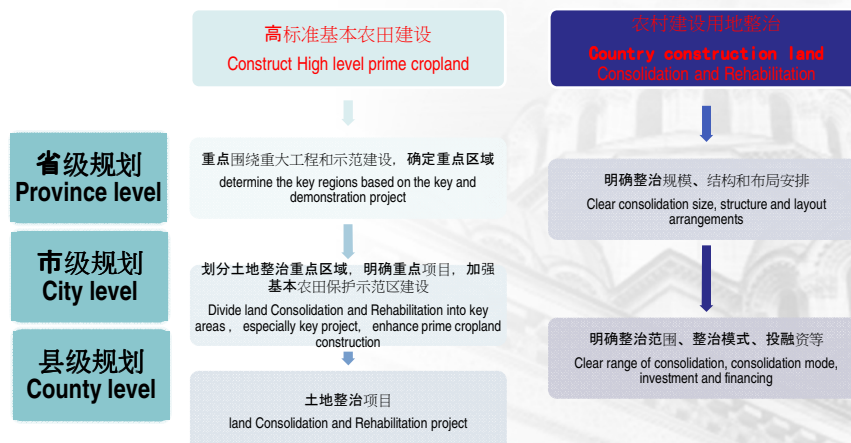 高标准基本农田建设
Construct High level prime cropland
农村建设用地整治
Country construction land
Consolidation and Rehabilitation
省级规划
Province level
重点围绕重大工程和示范建设，确定重点区域
determine the key regions based on the key and
demonstration project
明确整治规模、结构和布局安排
Clear consolidation size, structure and layout
arrangements
市级规划
City level
划分土地整治重点区域，明确重点项目，加强
基本农田保护示范区建设
Divide land Consolidation and Rehabilitation into key
areas ， especially key project， enhance prime cropland
construction
县级规划
County level
明确整治范围、整治模式、投融资等
Clear range of consolidation, consolidation mode,
investment and financing
土地整治项目
land Consolidation and Rehabilitation project